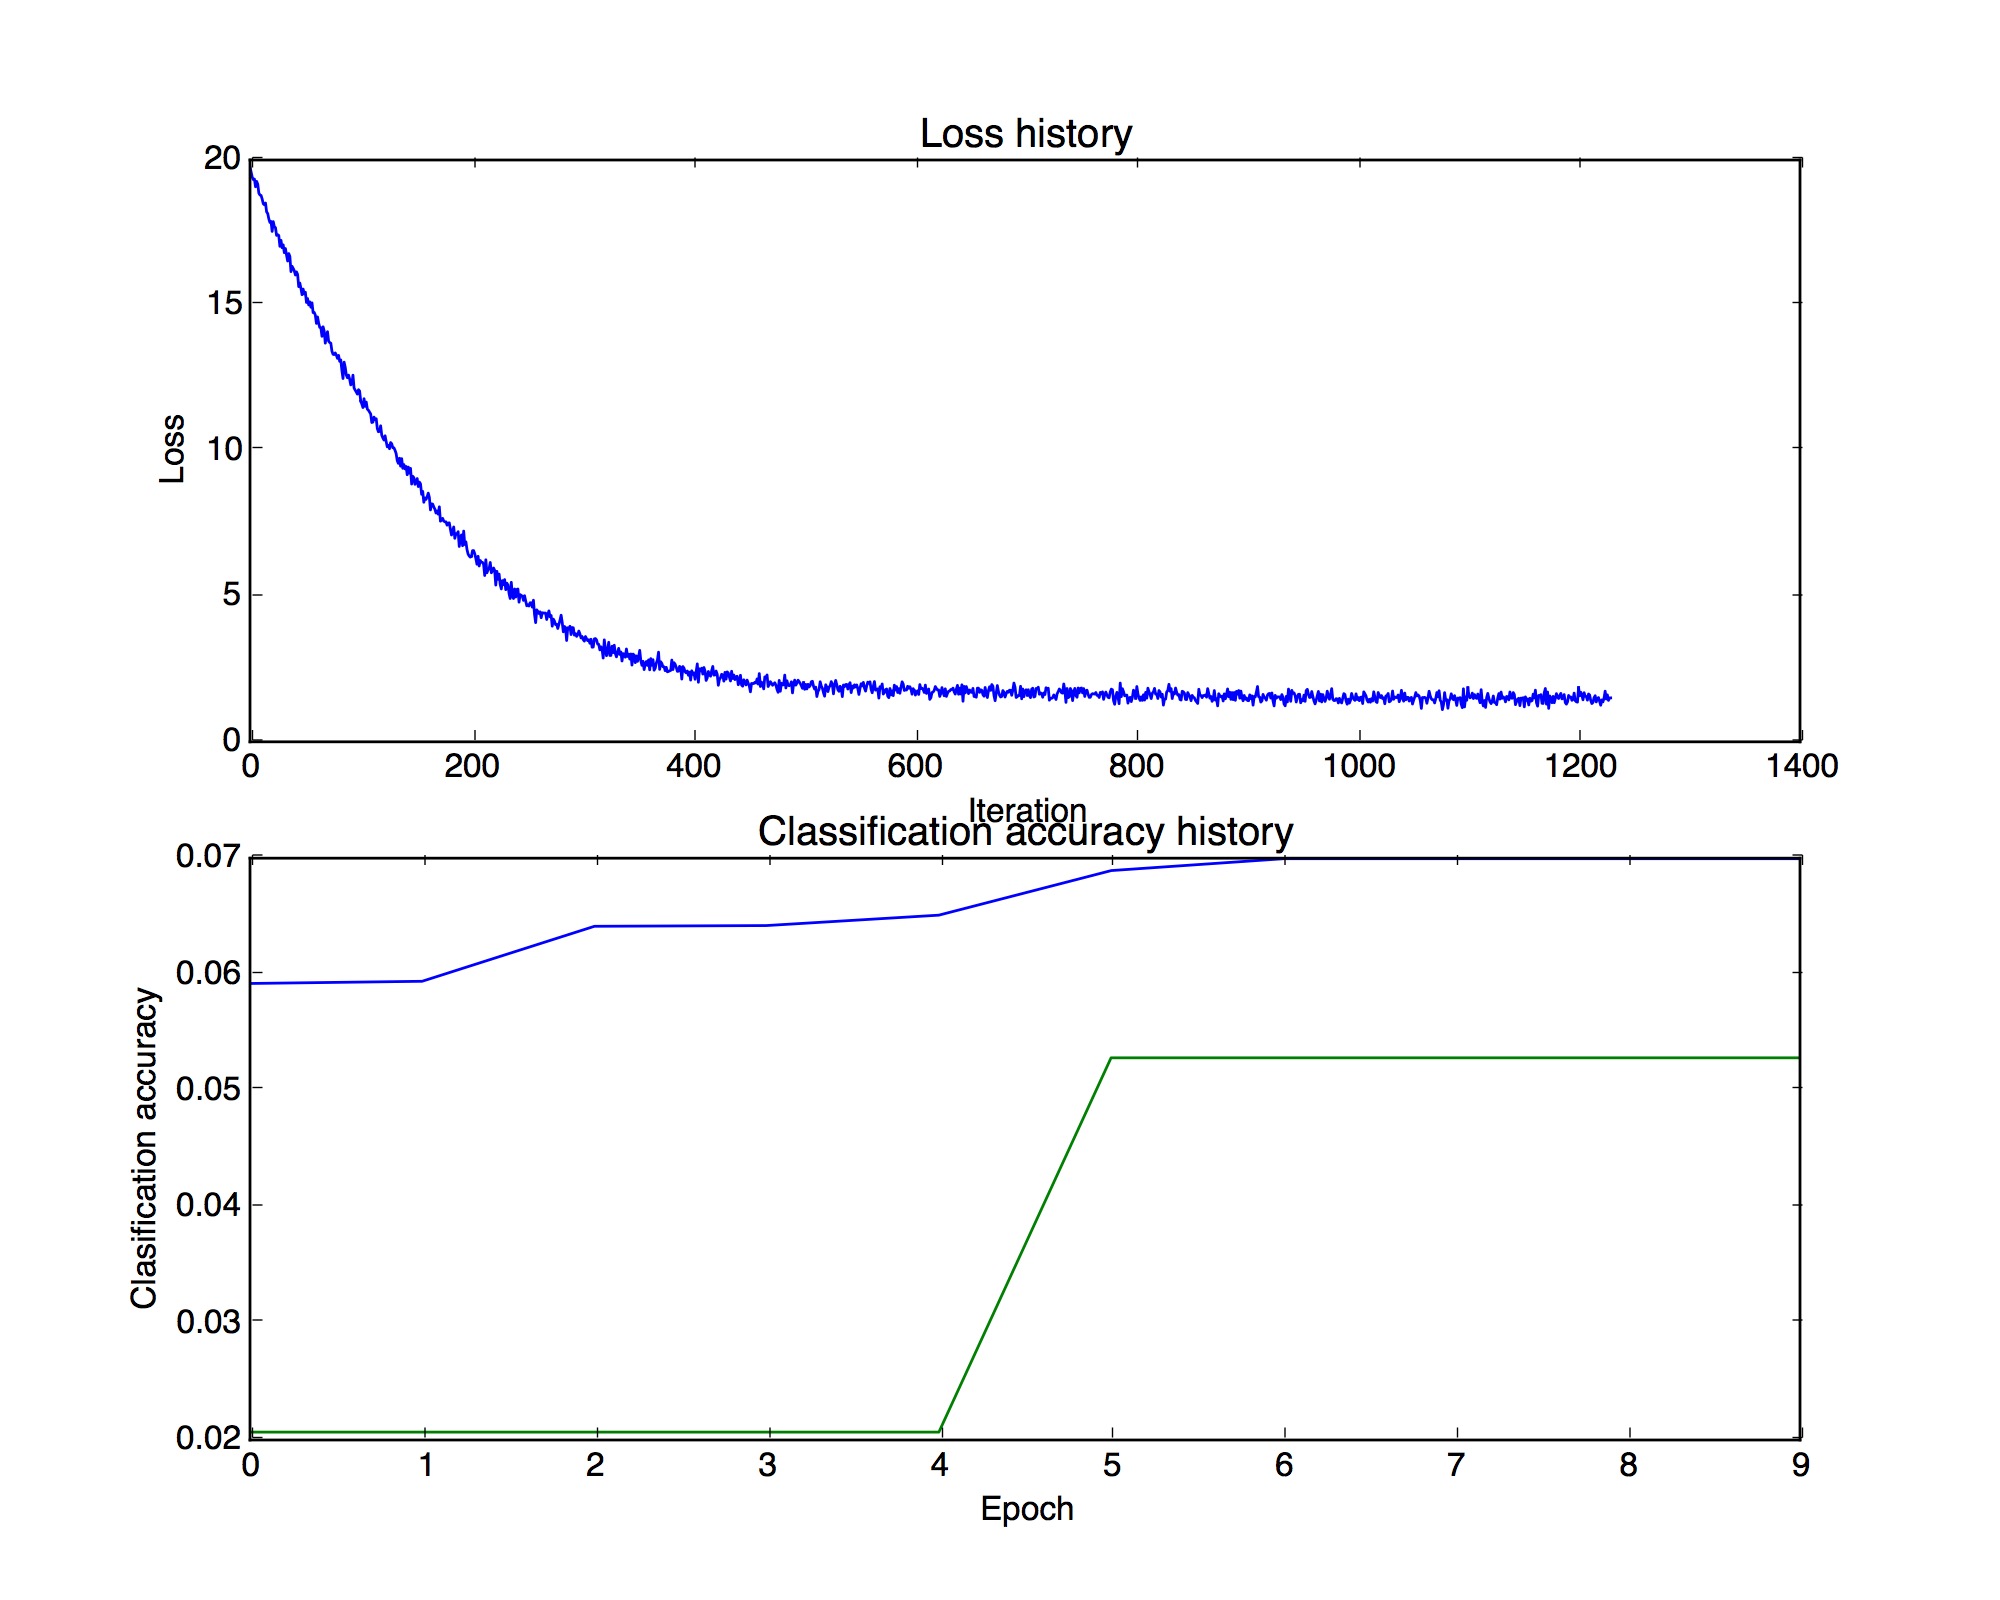 Loss history
20
15
10
5
0
Loss
0 200 400 600 800 1000 1200 1400
Iteration
Classification accuracy history
0.07
0.06
0.05
0.04
0.03
0.02
Clasification accuracy
0 1 2 3 4 5 6 7 8 9
Epoch